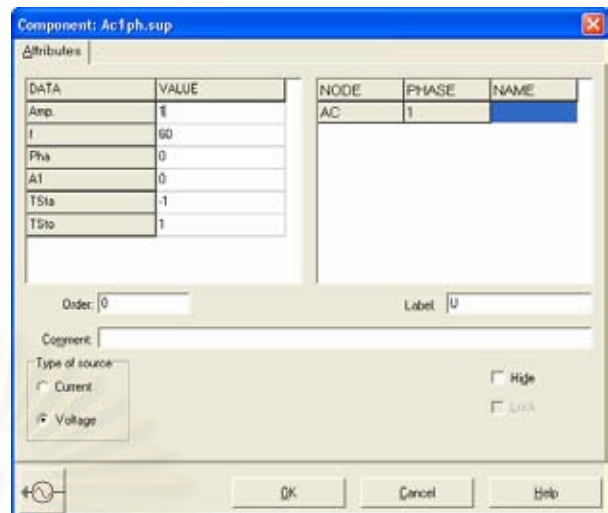 Component: Ac1ph.sup
Attributes
DATA VALUE
Amp. 1
f 60
Pha 0
A1 0
TSta -1
TSto 1
NODE PHASE NAME
AC 1
Order: 0
Label: U
Comment:
Type of source
Current
Voltage
Hide
Lock
OK
Cancel
Help